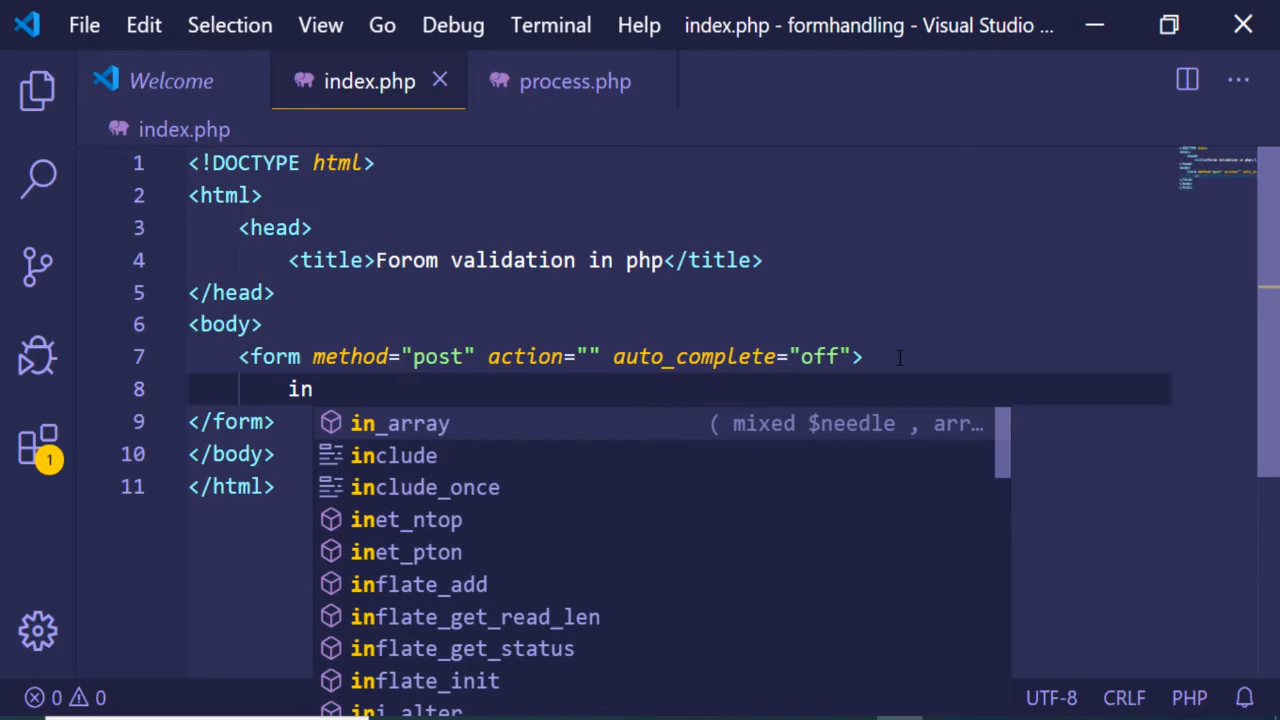 File Edit Selection View Go Debug Terminal Help index.php - formhandling - Visual Studio ...
Welcome index.php process.php
index.php
1 <!DOCTYPE html>
2 <html>
3 <head>
4 <title>Forom validation in php</title>
5 </head>
6 <body>
7 <form method="post" action="" auto_complete="off">
8 in
9 </form>
10 </body>
11 </html>
in_array ( mixed $needle , arr...
include
include_once
inet_ntop
inet_pton
inflate_add
inflate_get_read_len
inflate_get_status
inflate_init
ini_alter
1
0 0 UTF-8 CRLF PHP